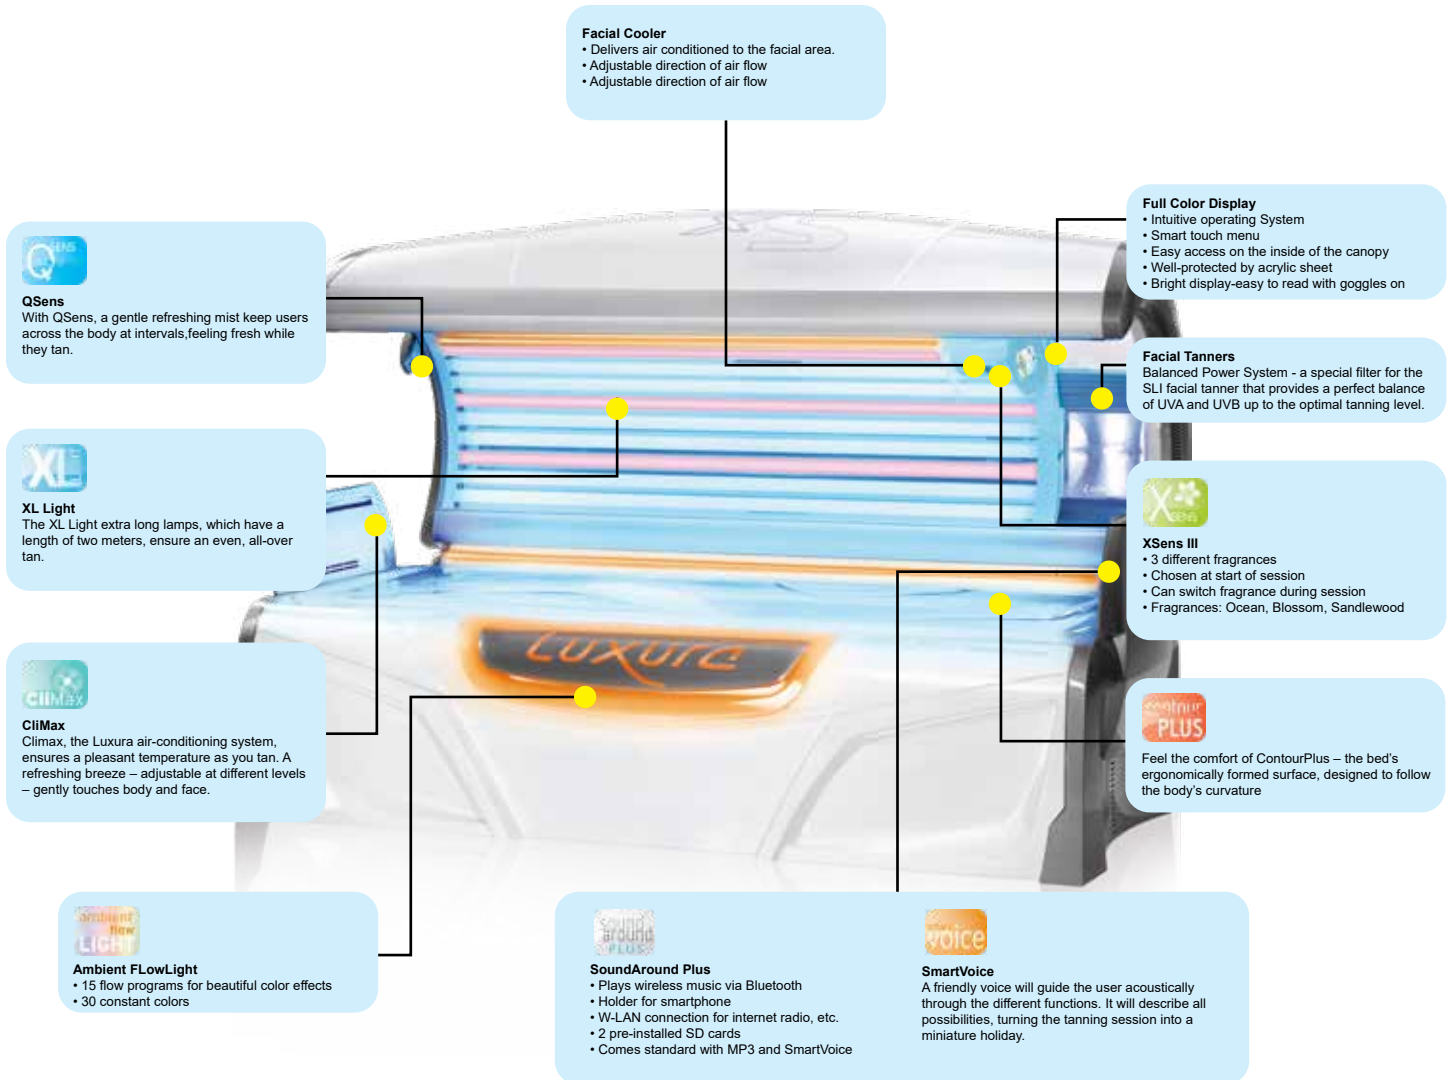 Facial Cooler
• Delivers air conditioned to the facial area.
• Adjustable direction of air flow
• Adjustable direction of air flow
Full Color Display
• Intuitive operating System
• Smart touch menu
• Easy access on the inside of the canopy
• Well-protected by acrylic sheet
• Bright display-easy to read with goggles on
QSENS
QSens
With QSens, a gentle refreshing mist keep users
across the body at intervals,feeling fresh while
they tan.
Facial Tanners
Balanced Power System - a special filter for the
SLI facial tanner that provides a perfect balance
of UVA and UVB up to the optimal tanning level.
XL
XL Light
The XL Light extra long lamps, which have a
length of two meters, ensure an even, all-over
tan.
XSENS
XSens III
• 3 different fragrances
• Chosen at start of session
• Can switch fragrance during session
• Fragrances: Ocean, Blossom, Sandlewood
Luxura
CliMax
CliMax
Climax, the Luxura air-conditioning system,
ensures a pleasant temperature as you tan. A
refreshing breeze – adjustable at different levels
– gently touches body and face.
contour
PLUS
Feel the comfort of ContourPlus – the bed's
ergonomically formed surface, designed to follow
the body's curvature
ambient
flow
LIGHT
Ambient FLowLight
• 15 flow programs for beautiful color effects
• 30 constant colors
sound
around
PLUS
SoundAround Plus
• Plays wireless music via Bluetooth
• Holder for smartphone
• W-LAN connection for internet radio, etc.
• 2 pre-installed SD cards
• Comes standard with MP3 and SmartVoice
voice
SmartVoice
A friendly voice will guide the user acoustically
through the different functions. It will describe all
possibilities, turning the tanning session into a
miniature holiday.